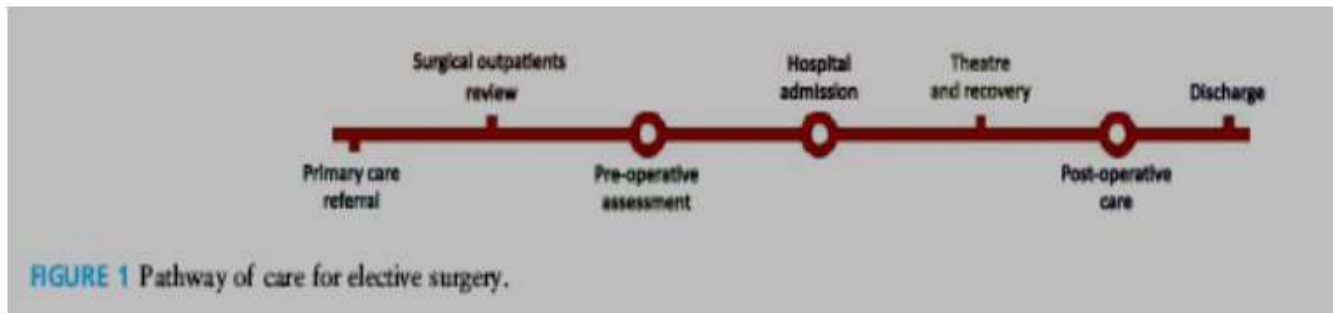 Surgical outpatients
review
Hospital
admission
Theatre
and recovery
Discharge
Primary care
referral
Pre-operative
assessment
Post-operative
care
FIGURE 1 Pathway of care for elective surgery.